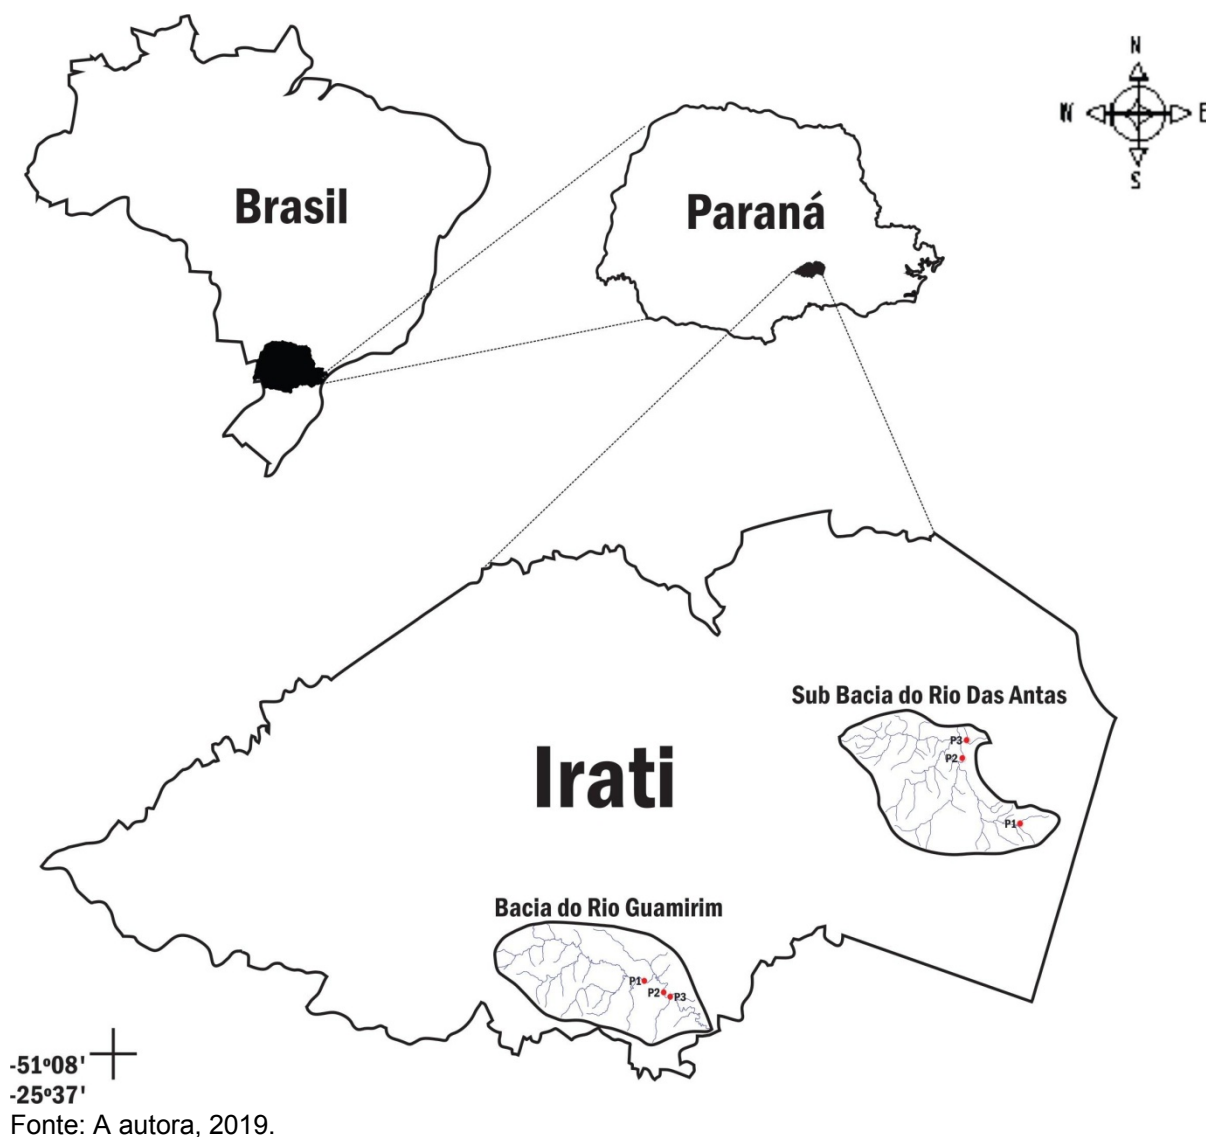 N
W
E
S
Brasil
Paraná
Sub Bacia do Rio Das Antas
P3
P2
P1
Irati
Bacia do Rio Guamirim
P1
P2
P3
-51º08'
-25º37'
Fonte: A autora, 2019.